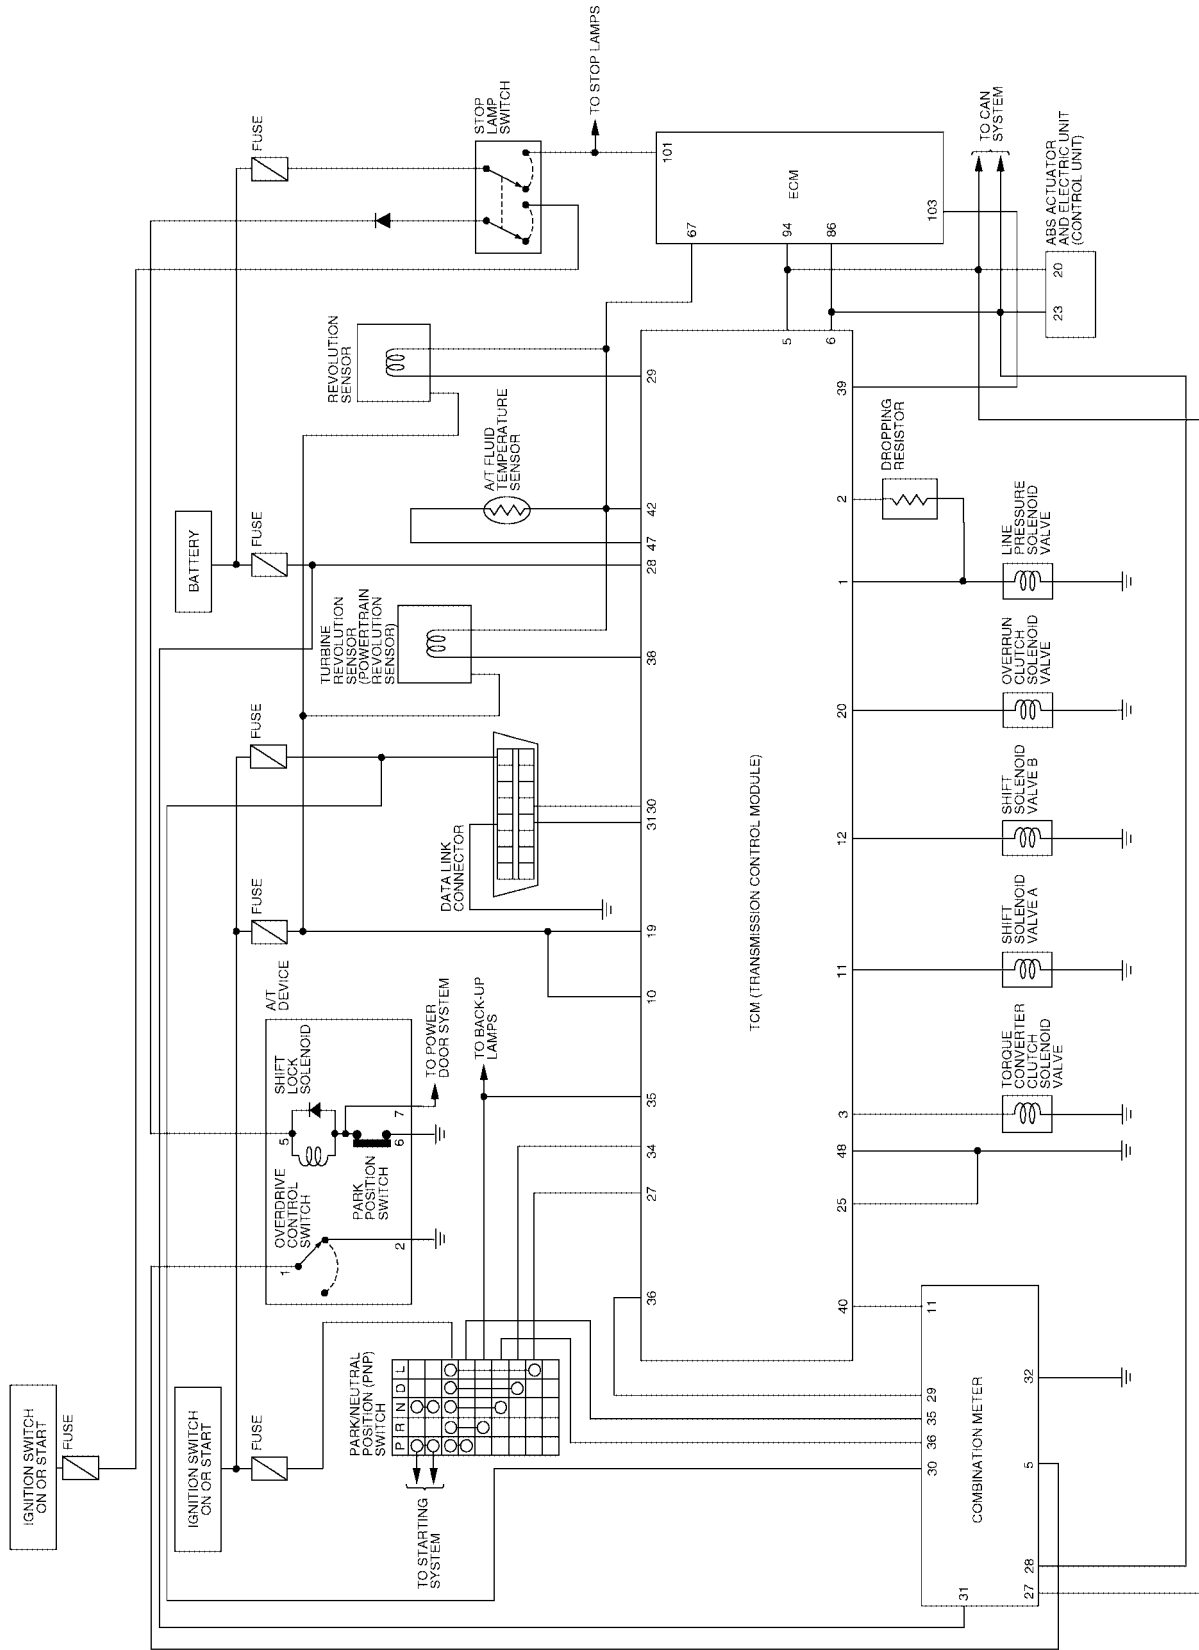 IGNITION SWITCH
ON OR START
FUSE
IGNITION SWITCH
ON OR START
FUSE
TO STARTING
SYSTEM
PARK/NEUTRAL
POSITION (PNP)
SWITCH
P R N D L
A/T
DEVICE
OVERDRIVE
CONTROL
SWITCH
1
2
SHIFT
LOCK
SOLENOID
5
PARK
POSITION
SWITCH
6
7
TO POWER
DOOR SYSTEM
TO BACK-UP
LAMPS
FUSE
FUSE
DATA LINK
CONNECTOR
TURBINE
REVOLUTION
SENSOR
(POWERTRAIN
REVOLUTION
SENSOR)
BATTERY
FUSE
A/T FLUID
TEMPERATURE
SENSOR
REVOLUTION
SENSOR
FUSE
STOP
LAMP
SWITCH
TO STOP LAMPS
36
27
34
35
10
19
31
30
38
28
47
42
29
TCM (TRANSMISSION CONTROL MODULE)
40
25
48
3
11
12
20
1
2
39
6
5
67
94
86
101
103
ECM
TO CAN
SYSTEM
20
23
ABS ACTUATOR
AND ELECTRIC UNIT
(CONTROL UNIT)
30
36
35
29
11
COMBINATION METER
31
27
28
5
32
TORQUE
CONVERTER
CLUTCH
SOLENOID
VALVE
SHIFT
SOLENOID
VALVE A
SHIFT
SOLENOID
VALVE B
OVERRUN
CLUTCH
SOLENOID
VALVE
LINE
PRESSURE
SOLENOID
VALVE
DROPPING
RESISTOR